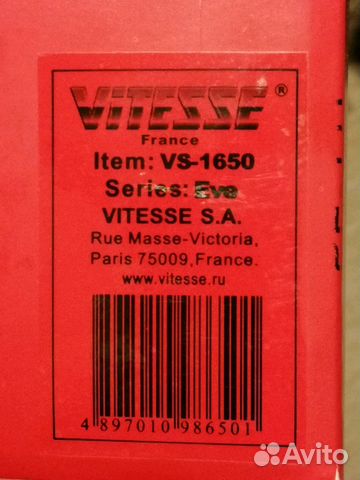 VITESSE®
France
Item: VS-1650
Series: Eve
VITESSE S.A.
Rue Masse-Victoria,
Paris 75009,France.
www.vitesse.ru
4 897010 986501
Avito